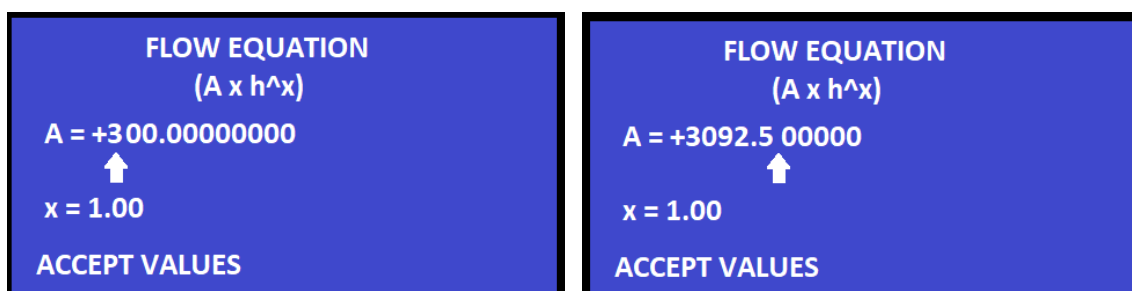 FLOW EQUATION
(A x h^x)
A = +300.00000000
x = 1.00
ACCEPT VALUES
FLOW EQUATION
(A x h^x)
A = +3092.5 00000
x = 1.00
ACCEPT VALUES